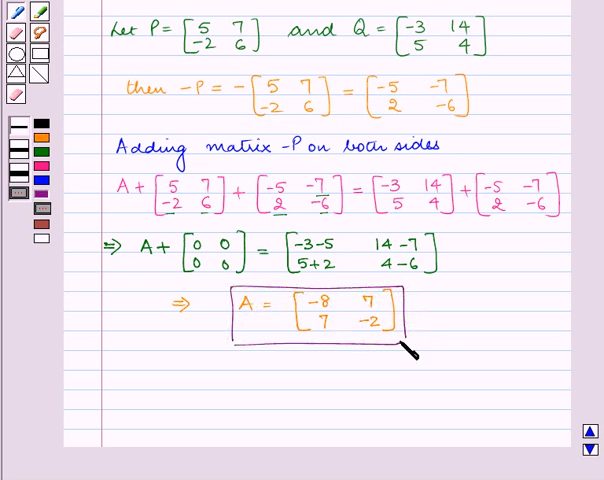 Let P = [5 7; -2 6] and Q = [-3 14; 5 4]
then -P = -[5 7; -2 6] = [-5 -7; 2 -6]
Adding matrix -P on both sides
A + [5 7; -2 6] + [-5 -7; 2 -6] = [-3 14; 5 4] + [-5 -7; 2 -6]
⇒ A + [0 0; 0 0] = [-3-5 14-7; 5+2 4-6]
⇒ A = [-8 7; 7 -2]